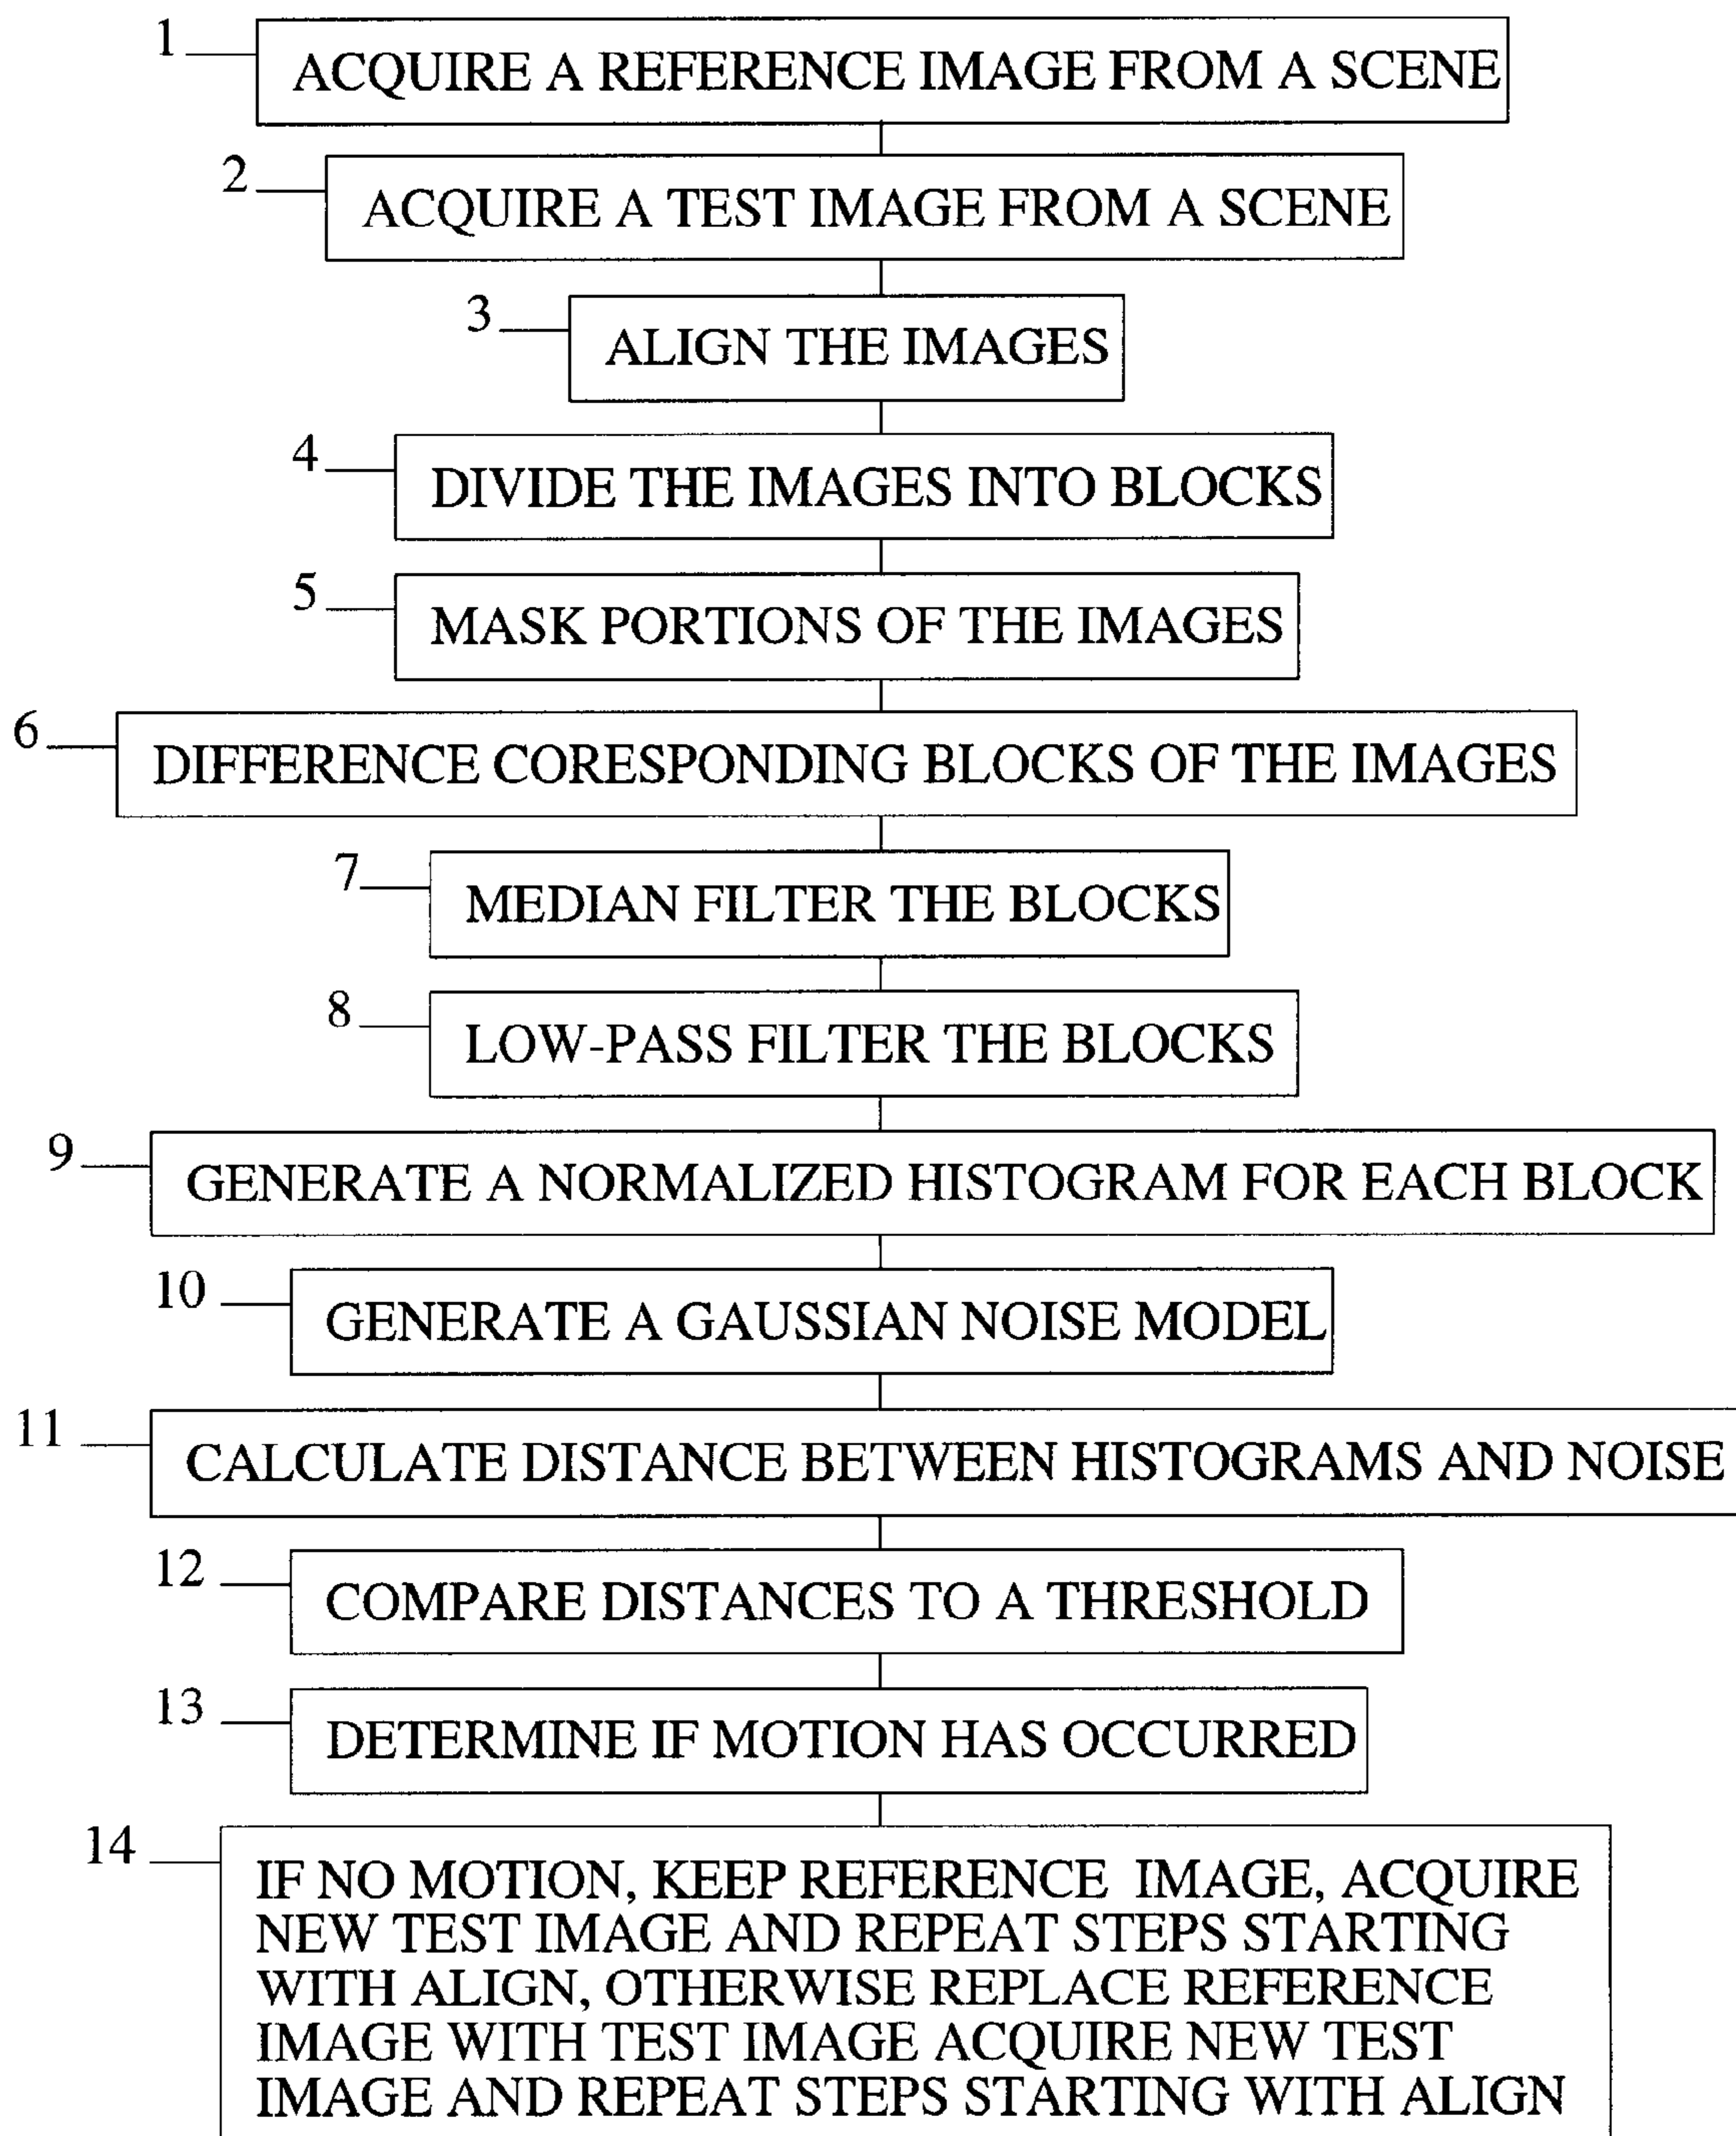 1 ACQUIRE A REFERENCE IMAGE FROM A SCENE
2 ACQUIRE A TEST IMAGE FROM A SCENE
3 ALIGN THE IMAGES
4 DIVIDE THE IMAGES INTO BLOCKS
5 MASK PORTIONS OF THE IMAGES
6 DIFFERENCE CORESPONDING BLOCKS OF THE IMAGES
7 MEDIAN FILTER THE BLOCKS
8 LOW-PASS FILTER THE BLOCKS
9 GENERATE A NORMALIZED HISTOGRAM FOR EACH BLOCK
10 GENERATE A GAUSSIAN NOISE MODEL
11 CALCULATE DISTANCE BETWEEN HISTOGRAMS AND NOISE
12 COMPARE DISTANCES TO A THRESHOLD
13 DETERMINE IF MOTION HAS OCCURRED
14 IF NO MOTION, KEEP REFERENCE IMAGE, ACQUIRE
NEW TEST IMAGE AND REPEAT STEPS STARTING
WITH ALIGN, OTHERWISE REPLACE REFERENCE
IMAGE WITH TEST IMAGE ACQUIRE NEW TEST
IMAGE AND REPEAT STEPS STARTING WITH ALIGN